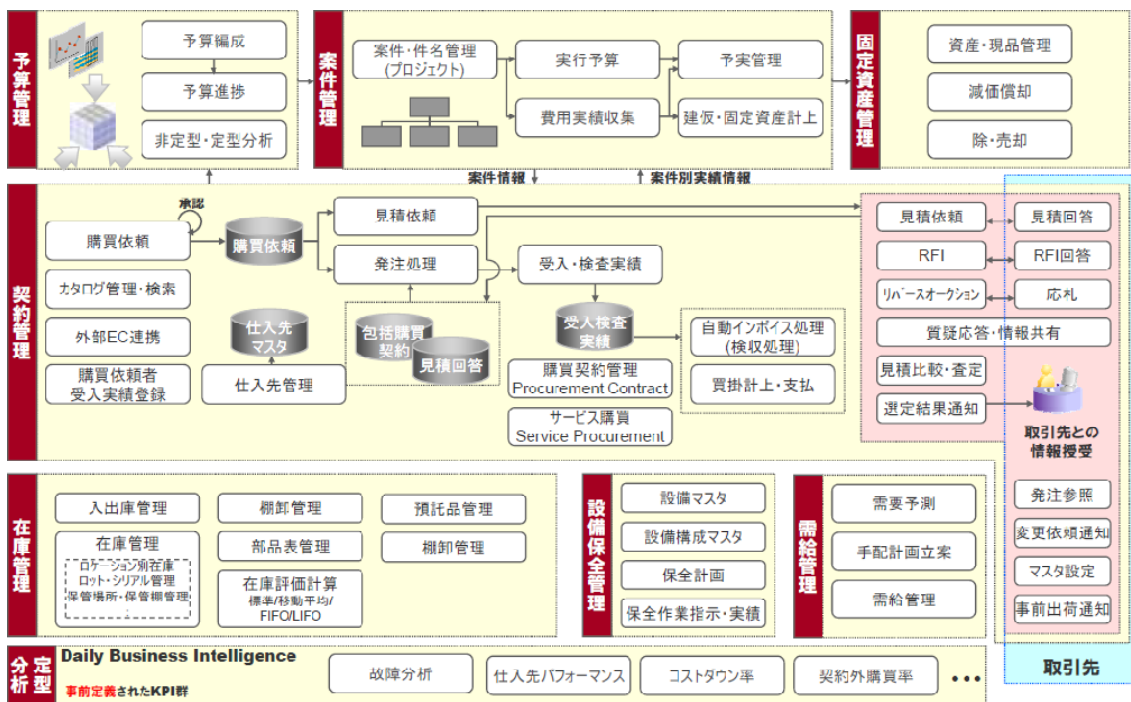 予算管理
予算編成
予算進捗
非定型・定型分析
案件管理
案件・件名管理
(プロジェクト)
実行予算
予実管理
費用実績収集
建仮・固定資産計上
固定資産管理
資産・現品管理
減価償却
除・売却
案件情報
案件別実績情報
契約管理
承認
購買依頼
購買依頼
見積依頼
発注処理
受入・検査実績
カタログ管理・検索
外部EC連携
購買依頼者
受入実績登録
仕入先
マスタ
仕入先管理
包括購買
契約
見積回答
受入検査
実績
購買契約管理
Procurement Contract
サービス購買
Service Procurement
自動インボイス処理
(検収処理)
買掛計上・支払
見積依頼
見積回答
RFI
RFI回答
リバースオークション
応札
質疑応答・情報共有
見積比較・査定
選定結果通知
取引先との
情報授受
発注参照
変更依頼通知
マスタ設定
事前出荷通知
取引先
在庫管理
入出庫管理
棚卸管理
預託品管理
在庫管理
ロケーション別在庫
ロット・シリアル管理
保管場所・保管棚管理
:
部品表管理
棚卸管理
在庫評価計算
標準/移動平均/
FIFO/LIFO
設備保全管理
設備マスタ
設備構成マスタ
保全計画
保全作業指示・実績
需給管理
需要予測
手配計画立案
需給管理
定型
分析
Daily Business Intelligence
事前定義されたKPI群
故障分析
仕入先パフォーマンス
コストダウン率
契約外購買率
•••